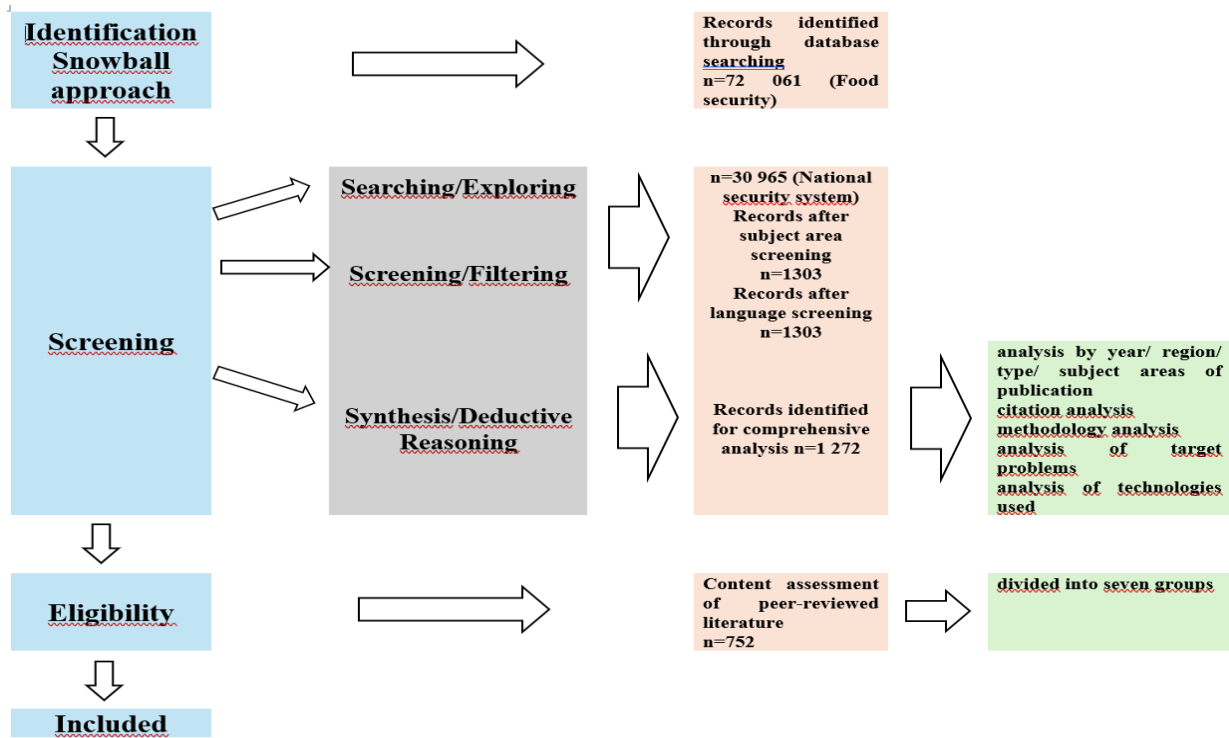 Identification
Snowball
approach
Records identified
through database
searching
n=72 061 (Food
security)
Screening
Searching/Exploring
Screening/Filtering
Synthesis/Deductive
Reasoning
n=30 965 (National
security system)
Records after
subject area
screening
n=1303
Records after
language screening
n=1303
Records identified
for comprehensive
analysis n=1 272
analysis by year/ region/
type/ subject areas of
publication
citation analysis
methodology analysis
analysis of target
problems
analysis of technologies
used
Eligibility
Content assessment
of peer-reviewed
literature
n=752
divided into seven groups
Included